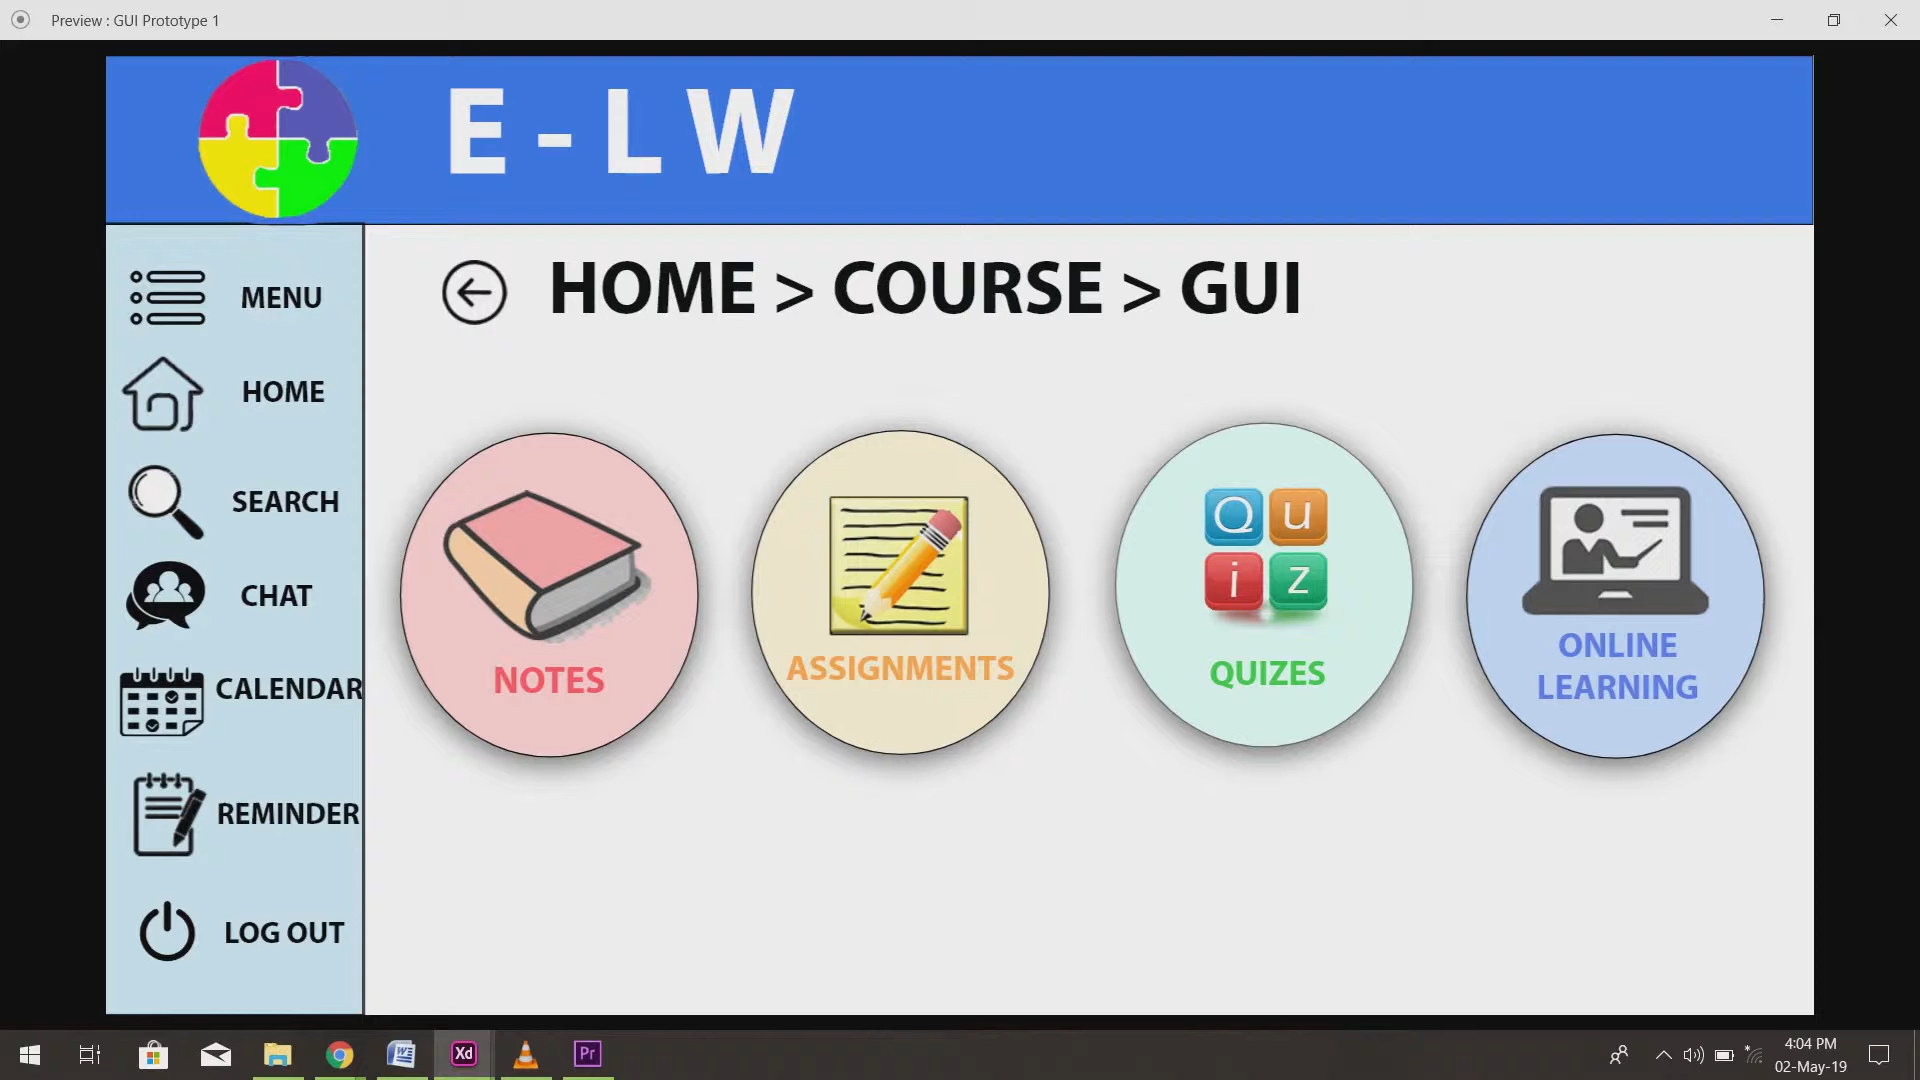 Preview : GUI Prototype 1
E - L W
MENU
HOME
SEARCH
CHAT
CALENDAR
REMINDER
LOG OUT
HOME > COURSE > GUI
NOTES
ASSIGNMENTS
Q u
i z
QUIZES
ONLINE
LEARNING
W
Xd
Pr
4:04 PM
02-May-19